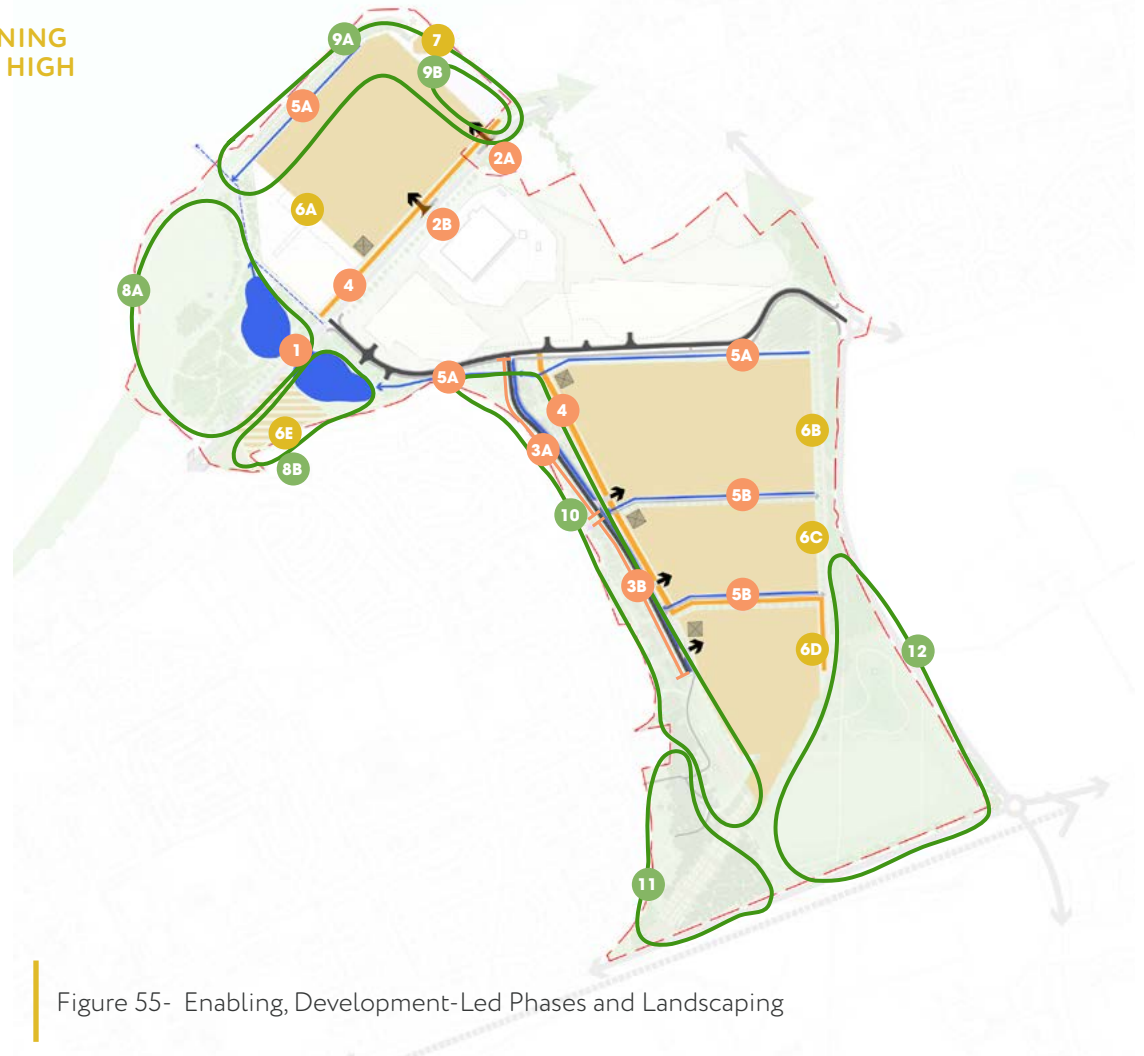 NING
HIGH
9A
7
9B
5A
2A
6A
2B
4
8A
1
5A
5A
4
6B
6E
3A
8B
5B
10
6C
3B
5B
6D
12
11
Figure 55- Enabling, Development-Led Phases and Landscaping